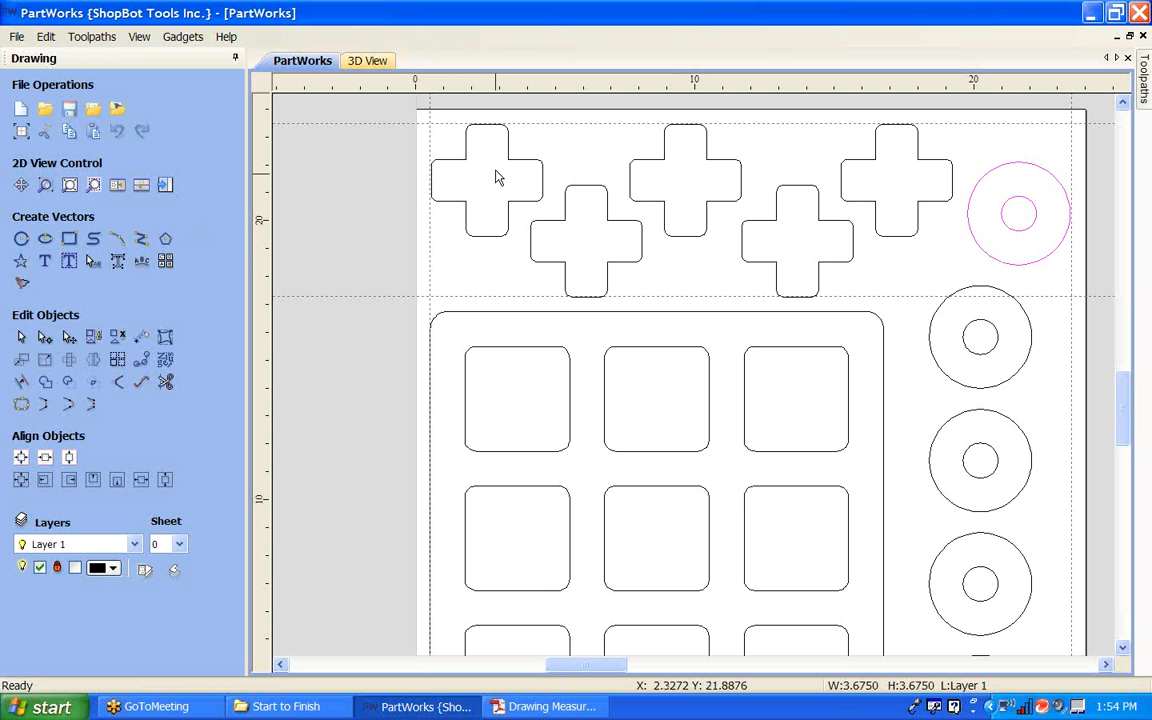 PartWorks {ShopBot Tools Inc.} - [PartWorks]
File Edit Toolpaths View Gadgets Help
Drawing
PartWorks 3D View
File Operations
0 10 20
2D View Control
Create Vectors
20
Edit Objects
Align Objects
10
Layers Sheet
Layer 1 0
Toolpaths
Ready X: 2.3272 Y: 21.8876 W:3.6750 H:3.6750 L:Layer 1
start GoToMeeting Start to Finish PartWorks {Sho... Drawing Measur... 1:54 PM